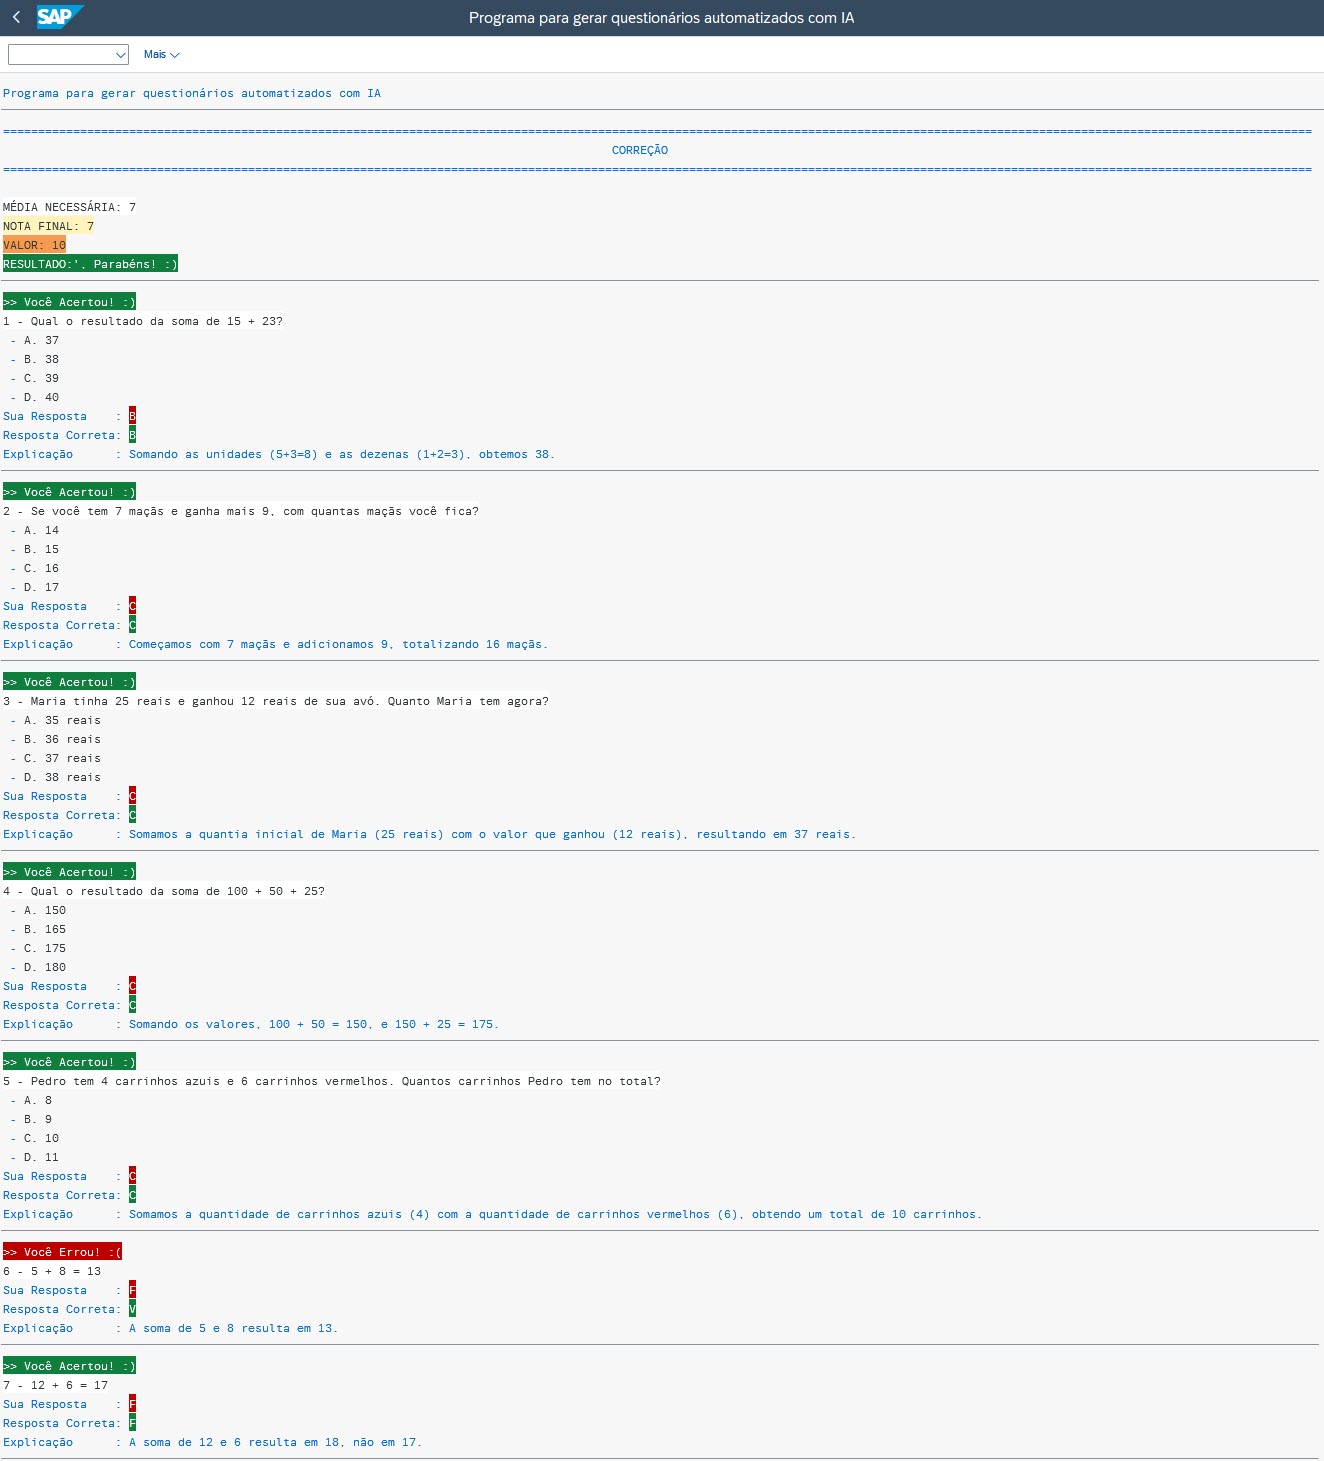 SAP Programa para gerar questionários automatizados com IA
Mais
Programa para gerar questionários automatizados com IA
CORREÇÃO
MÉDIA NECESSÁRIA: 7
NOTA FINAL: 7
VALOR: 10
RESULTADO:', Parabéns! :)
>> Você Acertou! :)
1 - Qual o resultado da soma de 15 + 23?
- A. 37
- B. 38
- C. 39
- D. 40
Sua Resposta : B
Resposta Correta: B
Explicação : Somando as unidades (5+3=8) e as dezenas (1+2=3), obtemos 38.
>> Você Acertou! :)
2 - Se você tem 7 maçãs e ganha mais 9, com quantas maçãs você fica?
- A. 14
- B. 15
- C. 16
- D. 17
Sua Resposta : C
Resposta Correta: C
Explicação : Começamos com 7 maçãs e adicionamos 9, totalizando 16 maçãs.
>> Você Acertou! :)
3 - Maria tinha 25 reais e ganhou 12 reais de sua avó. Quanto Maria tem agora?
- A. 35 reais
- B. 36 reais
- C. 37 reais
- D. 38 reais
Sua Resposta : C
Resposta Correta: C
Explicação : Somamos a quantia inicial de Maria (25 reais) com o valor que ganhou (12 reais), resultando em 37 reais.
>> Você Acertou! :)
4 - Qual o resultado da soma de 100 + 50 + 25?
- A. 150
- B. 165
- C. 175
- D. 180
Sua Resposta : C
Resposta Correta: C
Explicação : Somando os valores, 100 + 50 = 150, e 150 + 25 = 175.
>> Você Acertou! :)
5 - Pedro tem 4 carrinhos azuis e 6 carrinhos vermelhos. Quantos carrinhos Pedro tem no total?
- A. 8
- B. 9
- C. 10
- D. 11
Sua Resposta : C
Resposta Correta: C
Explicação : Somamos a quantidade de carrinhos azuis (4) com a quantidade de carrinhos vermelhos (6), obtendo um total de 10 carrinhos.
>> Você Errou! :(
6 - 5 + 8 = 13
Sua Resposta : F
Resposta Correta: V
Explicação : A soma de 5 e 8 resulta em 13.
>> Você Acertou! :)
7 - 12 + 6 = 17
Sua Resposta : F
Resposta Correta: F
Explicação : A soma de 12 e 6 resulta em 18, não em 17.